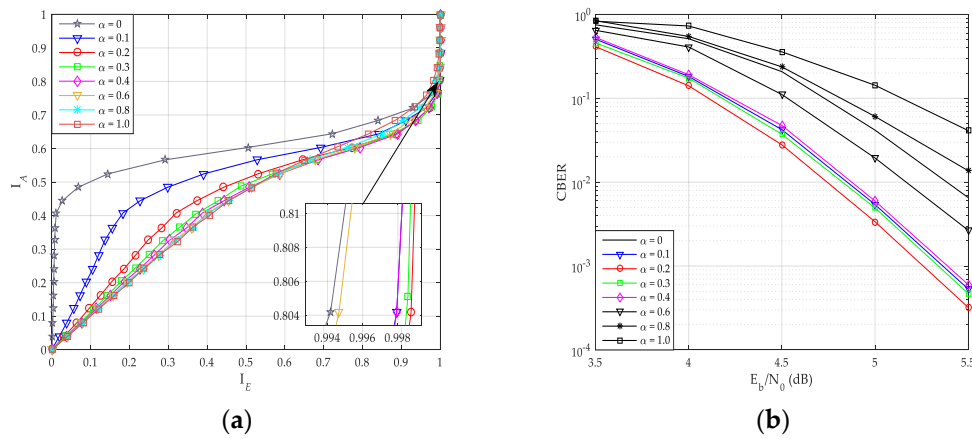 1
0.9
0.8
0.7
0.6
0.5
0.4
0.3
0.2
0.1
0
I_A
α = 0
α = 0.1
α = 0.2
α = 0.3
α = 0.4
α = 0.6
α = 0.8
α = 1.0
0.81
0.808
0.806
0.804
0.994 0.996 0.998
0 0.1 0.2 0.3 0.4 0.5 0.6 0.7 0.8 0.9 1
I_E
(a)
10^0
10^-1
10^-2
10^-3
10^-4
CBER
α = 0
α = 0.1
α = 0.2
α = 0.3
α = 0.4
α = 0.6
α = 0.8
α = 1.0
3.5 4 4.5 5 5.5
E_b/N_0 (dB)
(b)